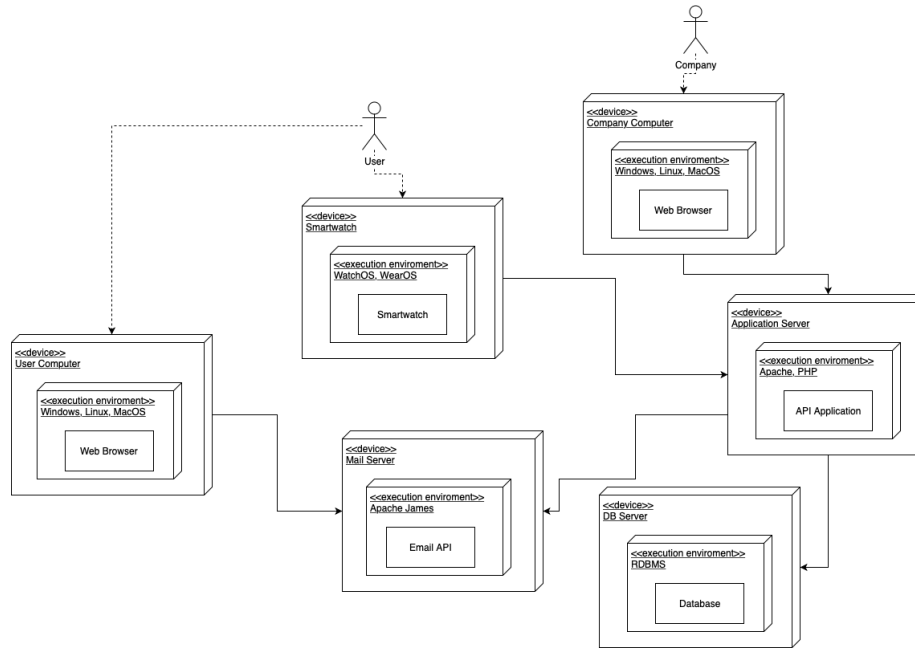 Company
<<device>>
Company Computer
<<execution enviroment>>
Windows, Linux, MacOS
Web Browser
User
<<device>>
Smartwatch
<<execution enviroment>>
WatchOS, WearOS
Smartwatch
<<device>>
Application Server
<<execution enviroment>>
Apache, PHP
API Application
<<device>>
User Computer
<<execution enviroment>>
Windows, Linux, MacOS
Web Browser
<<device>>
Mail Server
<<execution enviroment>>
Apache James
Email API
<<device>>
DB Server
<<execution enviroment>>
RDBMS
Database